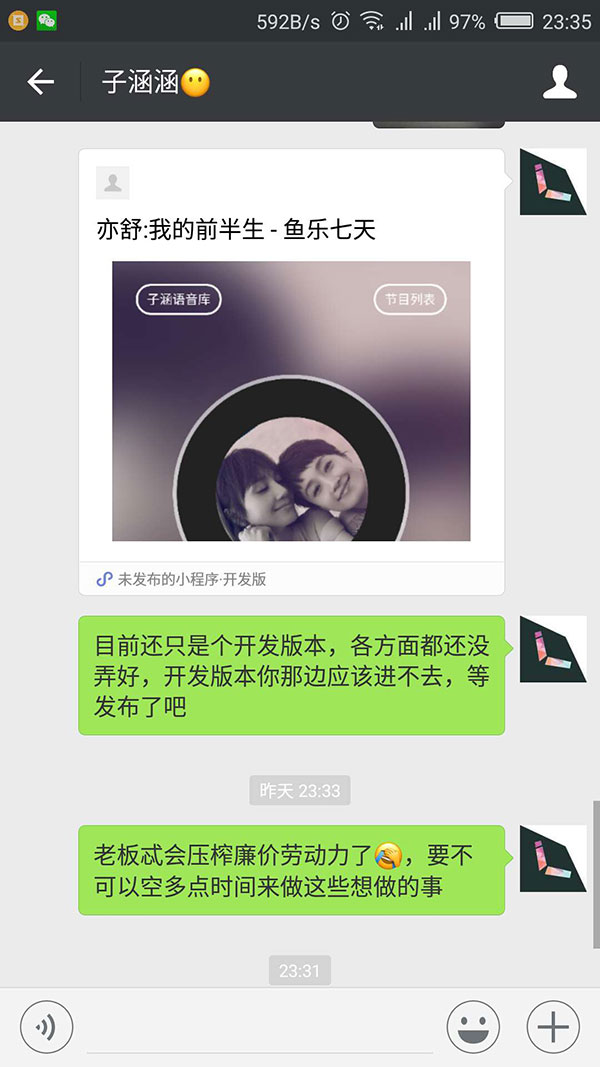 592B/s 97% 23:35
子涵涵😶
亦舒:我的前半生 - 鱼乐七天
子涵语音库 节目列表
未发布的小程序·开发版
目前还只是个开发版本，各方面都还没
弄好，开发版本你那边应该进不去，等
发布了吧
昨天 23:33
老板忒会压榨廉价劳动力了🤦，要不
可以空多点时间来做这些想做的事
23:31